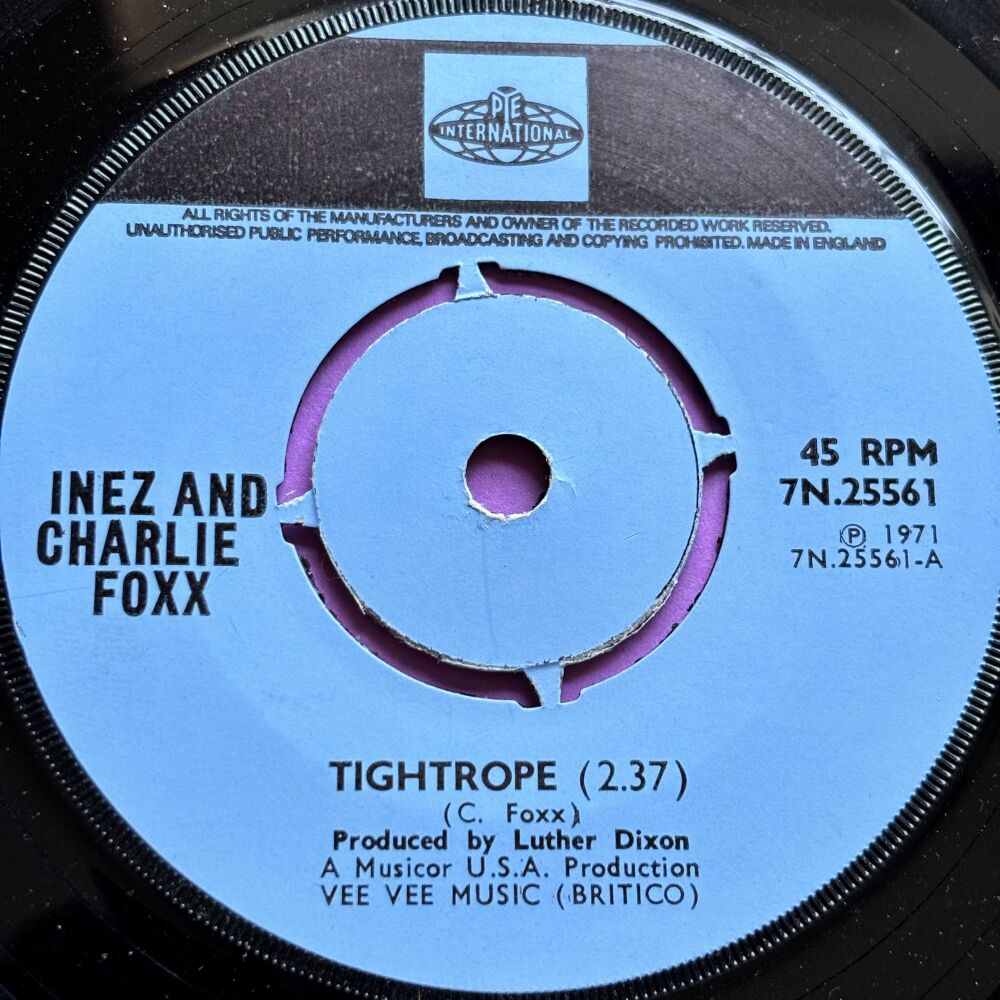 PYE
INTERNATIONAL
ALL RIGHTS OF THE MANUFACTURERS AND OWNER OF THE RECORDED WORK RESERVED.
UNAUTHORISED PUBLIC PERFORMANCE, BROADCASTING AND COPYING PROHIBITED. MADE IN ENGLAND
INEZ AND
CHARLIE
FOXX
45 RPM
7N.25561
Ⓟ 1971
7N.25561-A
TIGHTROPE (2.37)
(C. Foxx)
Produced by Luther Dixon
A Musicor U.S.A. Production
VEE VEE MUSIC (BRITICO)